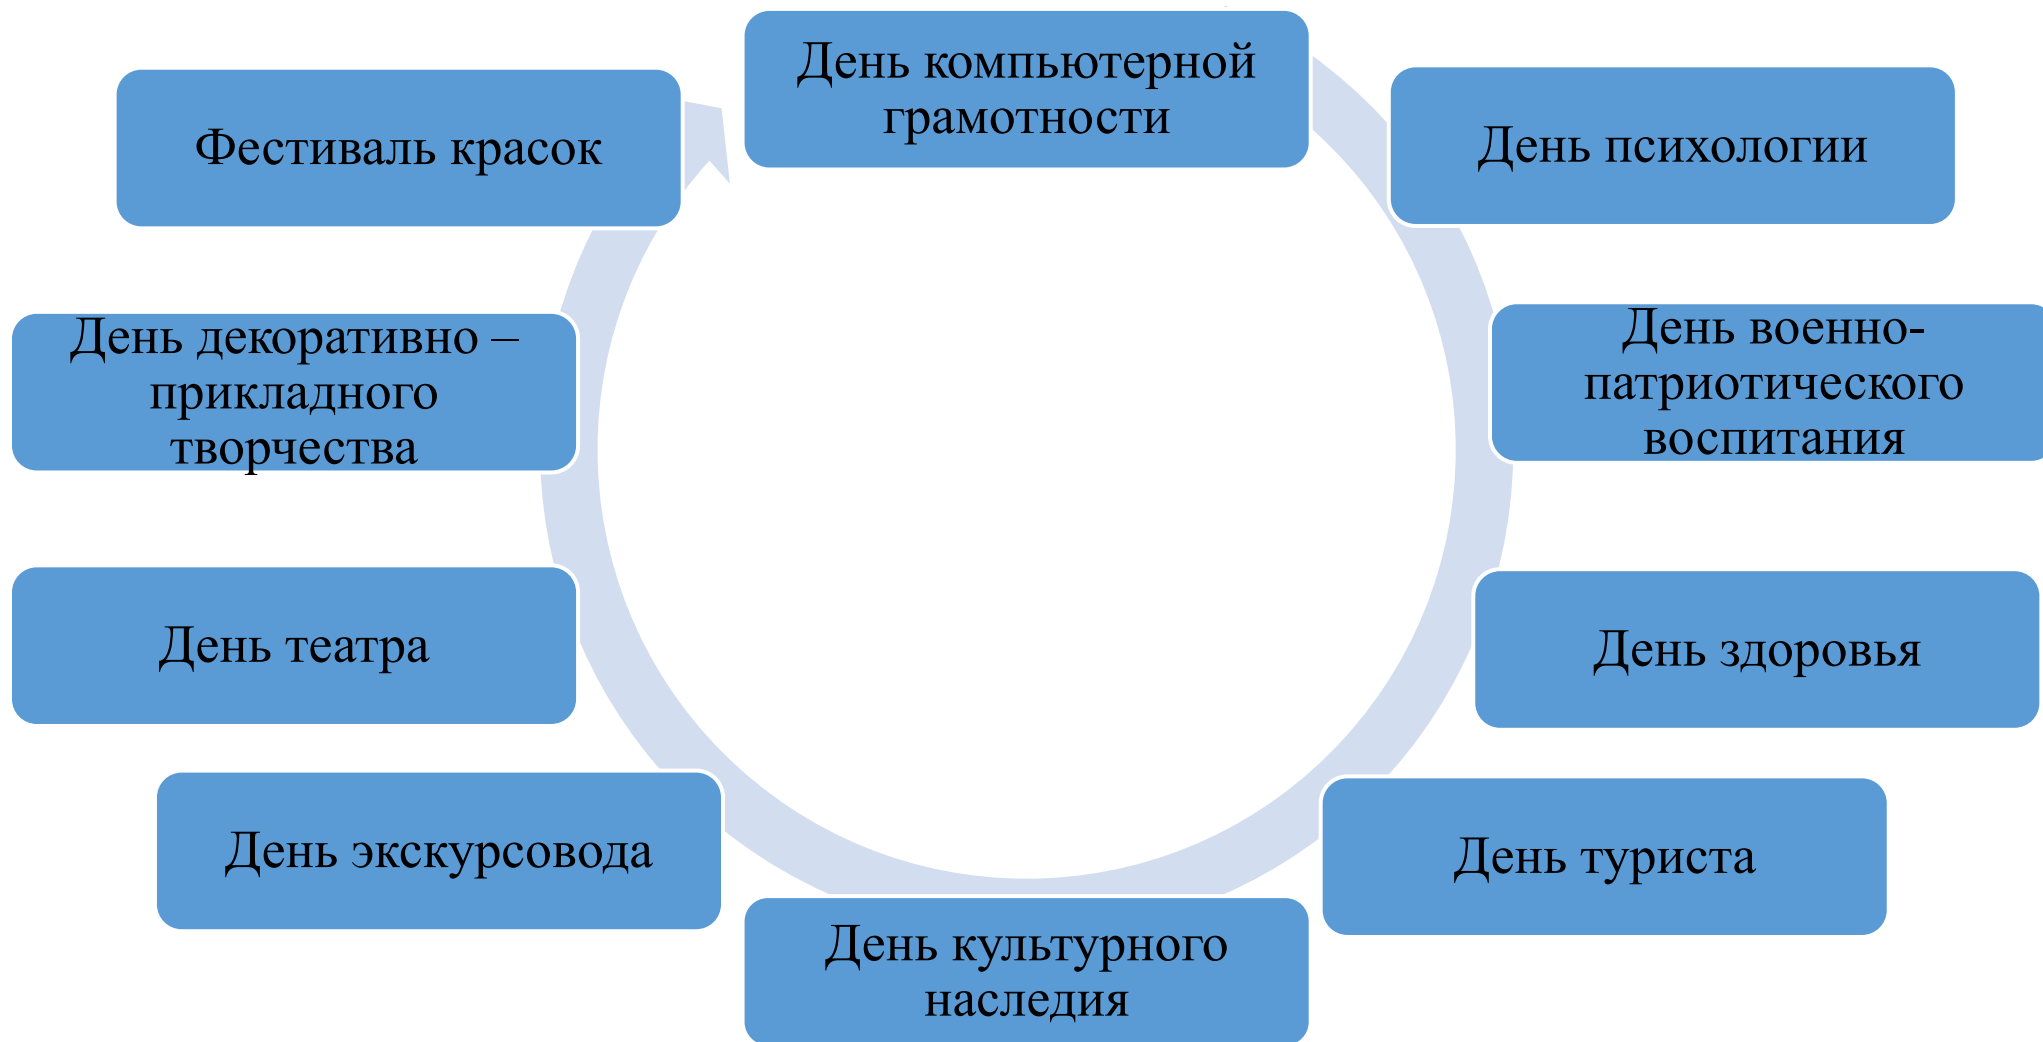 День компьютерной
грамотности
День психологии
День военно-
патриотического
воспитания
День здоровья
День туриста
День культурного
наследия
День экскурсовода
День театра
День декоративно –
прикладного
творчества
Фестиваль красок